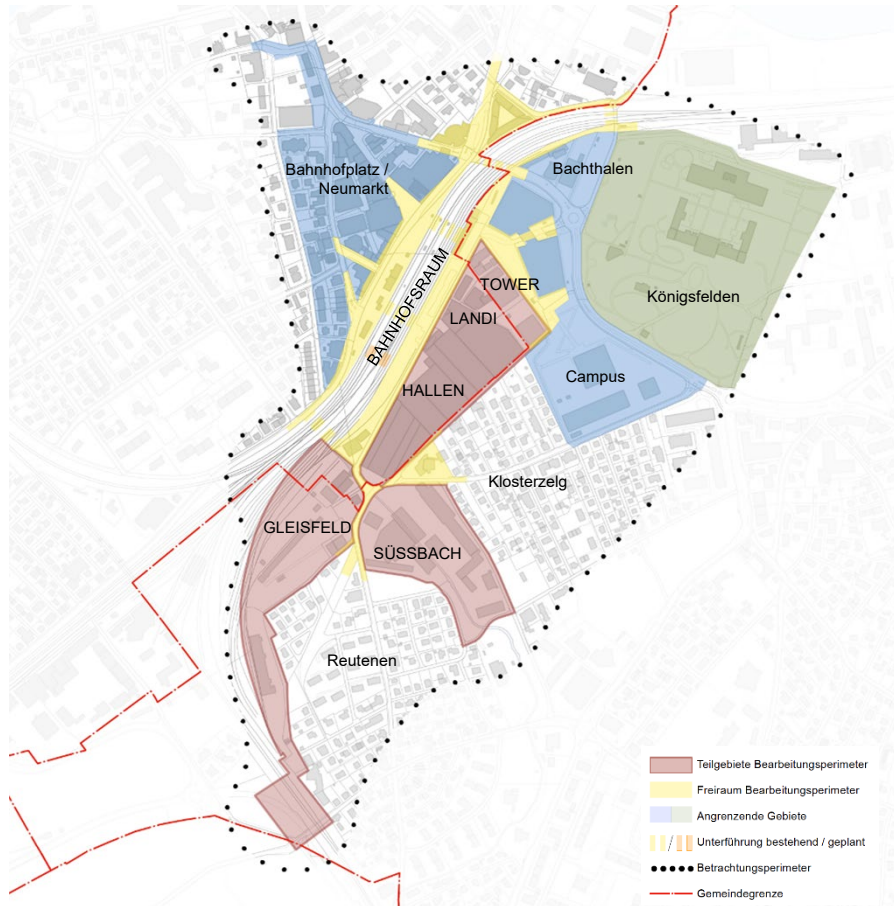 Bahnhofplatz /
Neumarkt
Bachthalen
Königsfelden
BAHNHOFSRAUM
TOWER
LANDI
HALLEN
Campus
Klosterzelg
GLEISFELD
SÜSSBACH
Reutenen
Teilgebiete Bearbeitungsperimeter
Freiraum Bearbeitungsperimeter
Angrenzende Gebiete
Unterführung bestehend / geplant
Betrachtungsperimeter
Gemeindegrenze